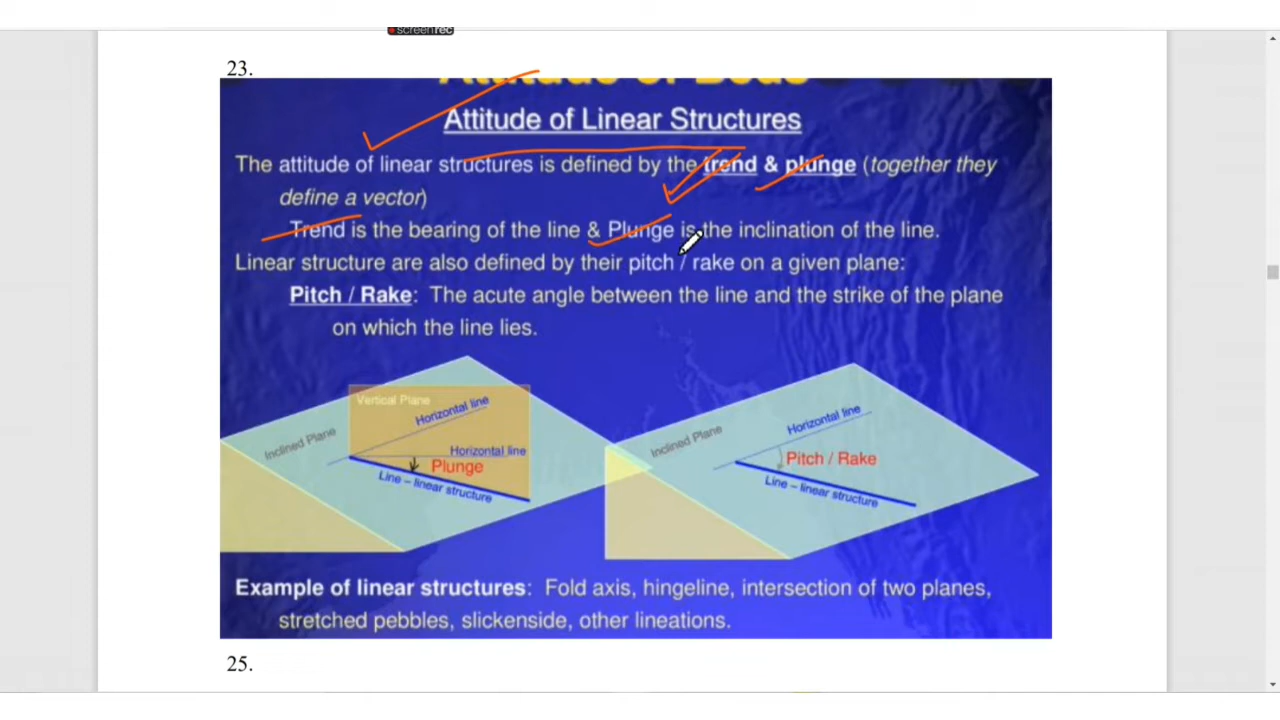 screenrec
23.
Attitude of Beds
Attitude of Linear Structures
The attitude of linear structures is defined by the trend & plunge (together they
define a vector)
Trend is the bearing of the line & Plunge is the inclination of the line.
Linear structure are also defined by their pitch / rake on a given plane:
Pitch / Rake: The acute angle between the line and the strike of the plane
on which the line lies.
Vertical Plane
Horizontal line
Inclined Plane
Horizontal line
Plunge
Line – linear structure
Horizontal line
Inclined Plane
Pitch / Rake
Line – linear structure
Example of linear structures: Fold axis, hingeline, intersection of two planes,
stretched pebbles, slickenside, other lineations.
25.